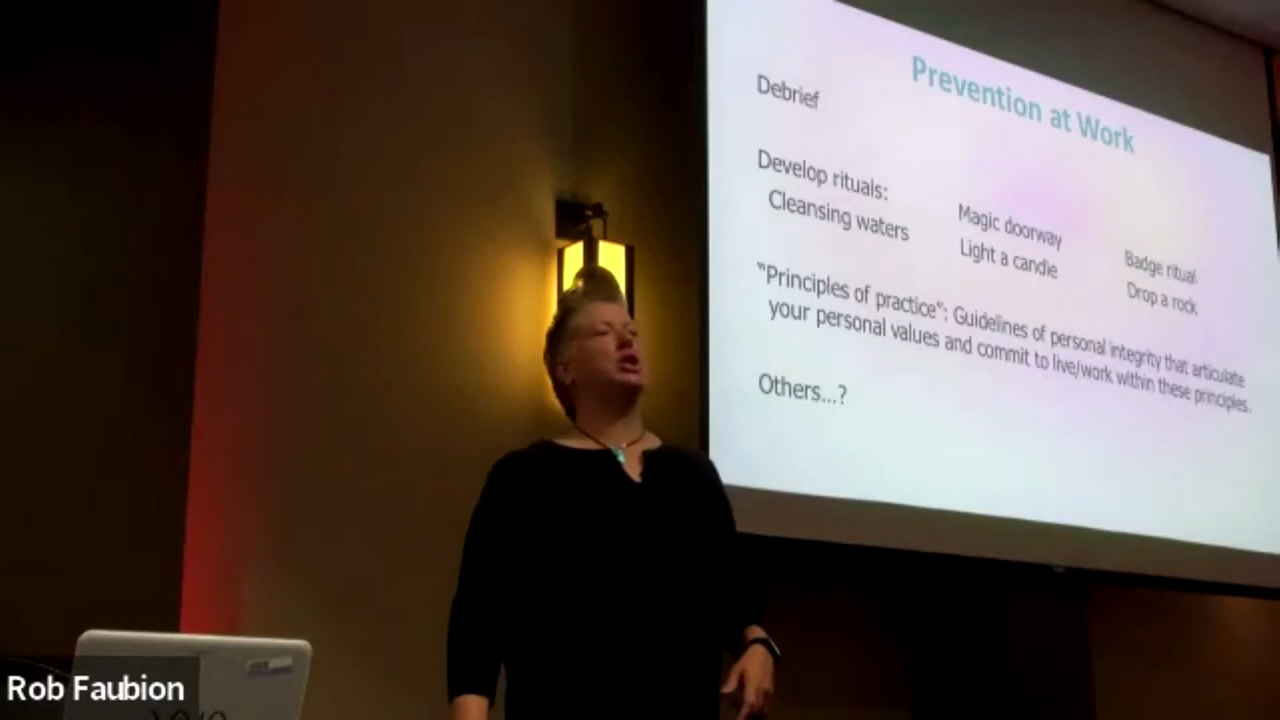 Prevention at Work
Debrief
Develop rituals:
Cleansing waters
Magic doorway
Light a candle
Badge ritual
Drop a rock
“Principles of practice”: Guidelines of personal integrity that articulate
your personal values and commit to live/work within these principles.
Others...?
Rob Faubion